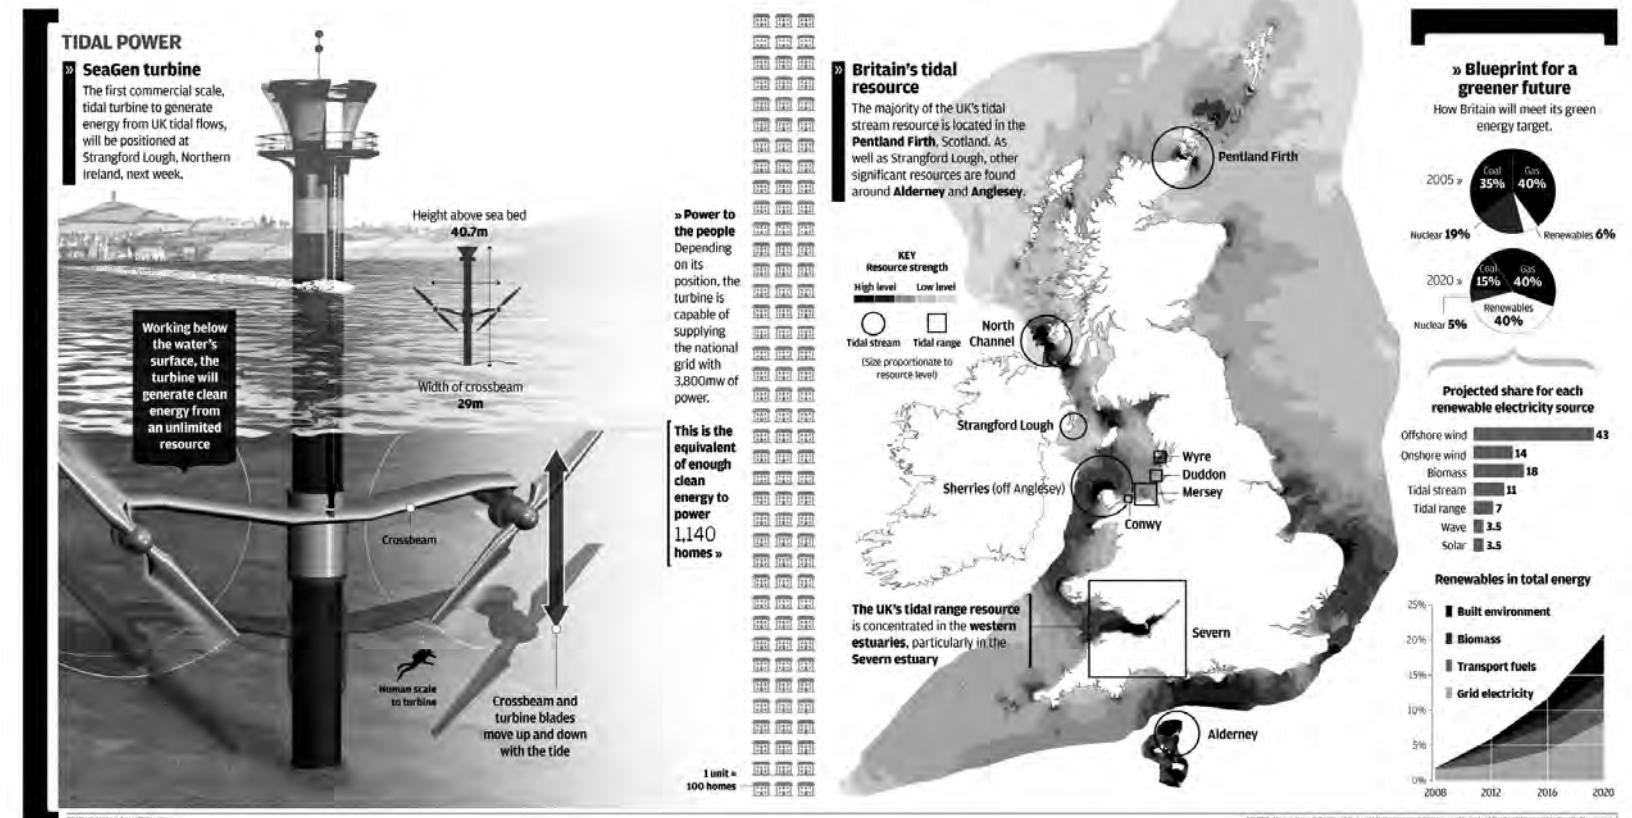 TIDAL POWER
» SeaGen turbine
The first commercial scale,
tidal turbine to generate
energy from UK tidal flows,
will be positioned at
Strangford Lough, Northern
Ireland, next week.
Height above sea bed
40.7m
Width of crossbeam
29m
Working below
the water's
surface, the
turbine will
generate clean
energy from
an unlimited
resource
Crossbeam
Human scale
to turbine
Crossbeam and
turbine blades
move up and down
with the tide
» Power to
the people
Depending
on its
position, the
turbine is
capable of
supplying
the national
grid with
3,800mw of
power.
This is the
equivalent
of enough
clean
energy to
power
1,140
homes »
1 unit =
100 homes
» Britain's tidal
resource
The majority of the UK's tidal
stream resource is located in the
Pentland Firth, Scotland. As
well as Strangford Lough, other
significant resources are found
around Alderney and Anglesey.
KEY
Resource strength
High level Low level
Tidal stream Tidal range
(Size proportionate to
resource level)
Pentland Firth
North
Channel
Strangford Lough
Wyre
Duddon
Sherries (off Anglesey)
Mersey
Conwy
The UK's tidal range resource
is concentrated in the western
estuaries, particularly in the
Severn estuary
Severn
Alderney
» Blueprint for a
greener future
How Britain will meet its green
energy target.
2005 »
Coal
35%
Gas
40%
Nuclear 19%
Renewables 6%
2020 »
Coal
15%
Gas
40%
Renewables
40%
Nuclear 5%
Projected share for each
renewable electricity source
Offshore wind 43
Onshore wind 14
Biomass 18
Tidal stream 11
Tidal range 7
Wave 3.5
Solar 3.5
Renewables in total energy
25%
20%
15%
10%
5%
0%
Built environment
Biomass
Transport fuels
Grid electricity
2008 2012 2016 2020